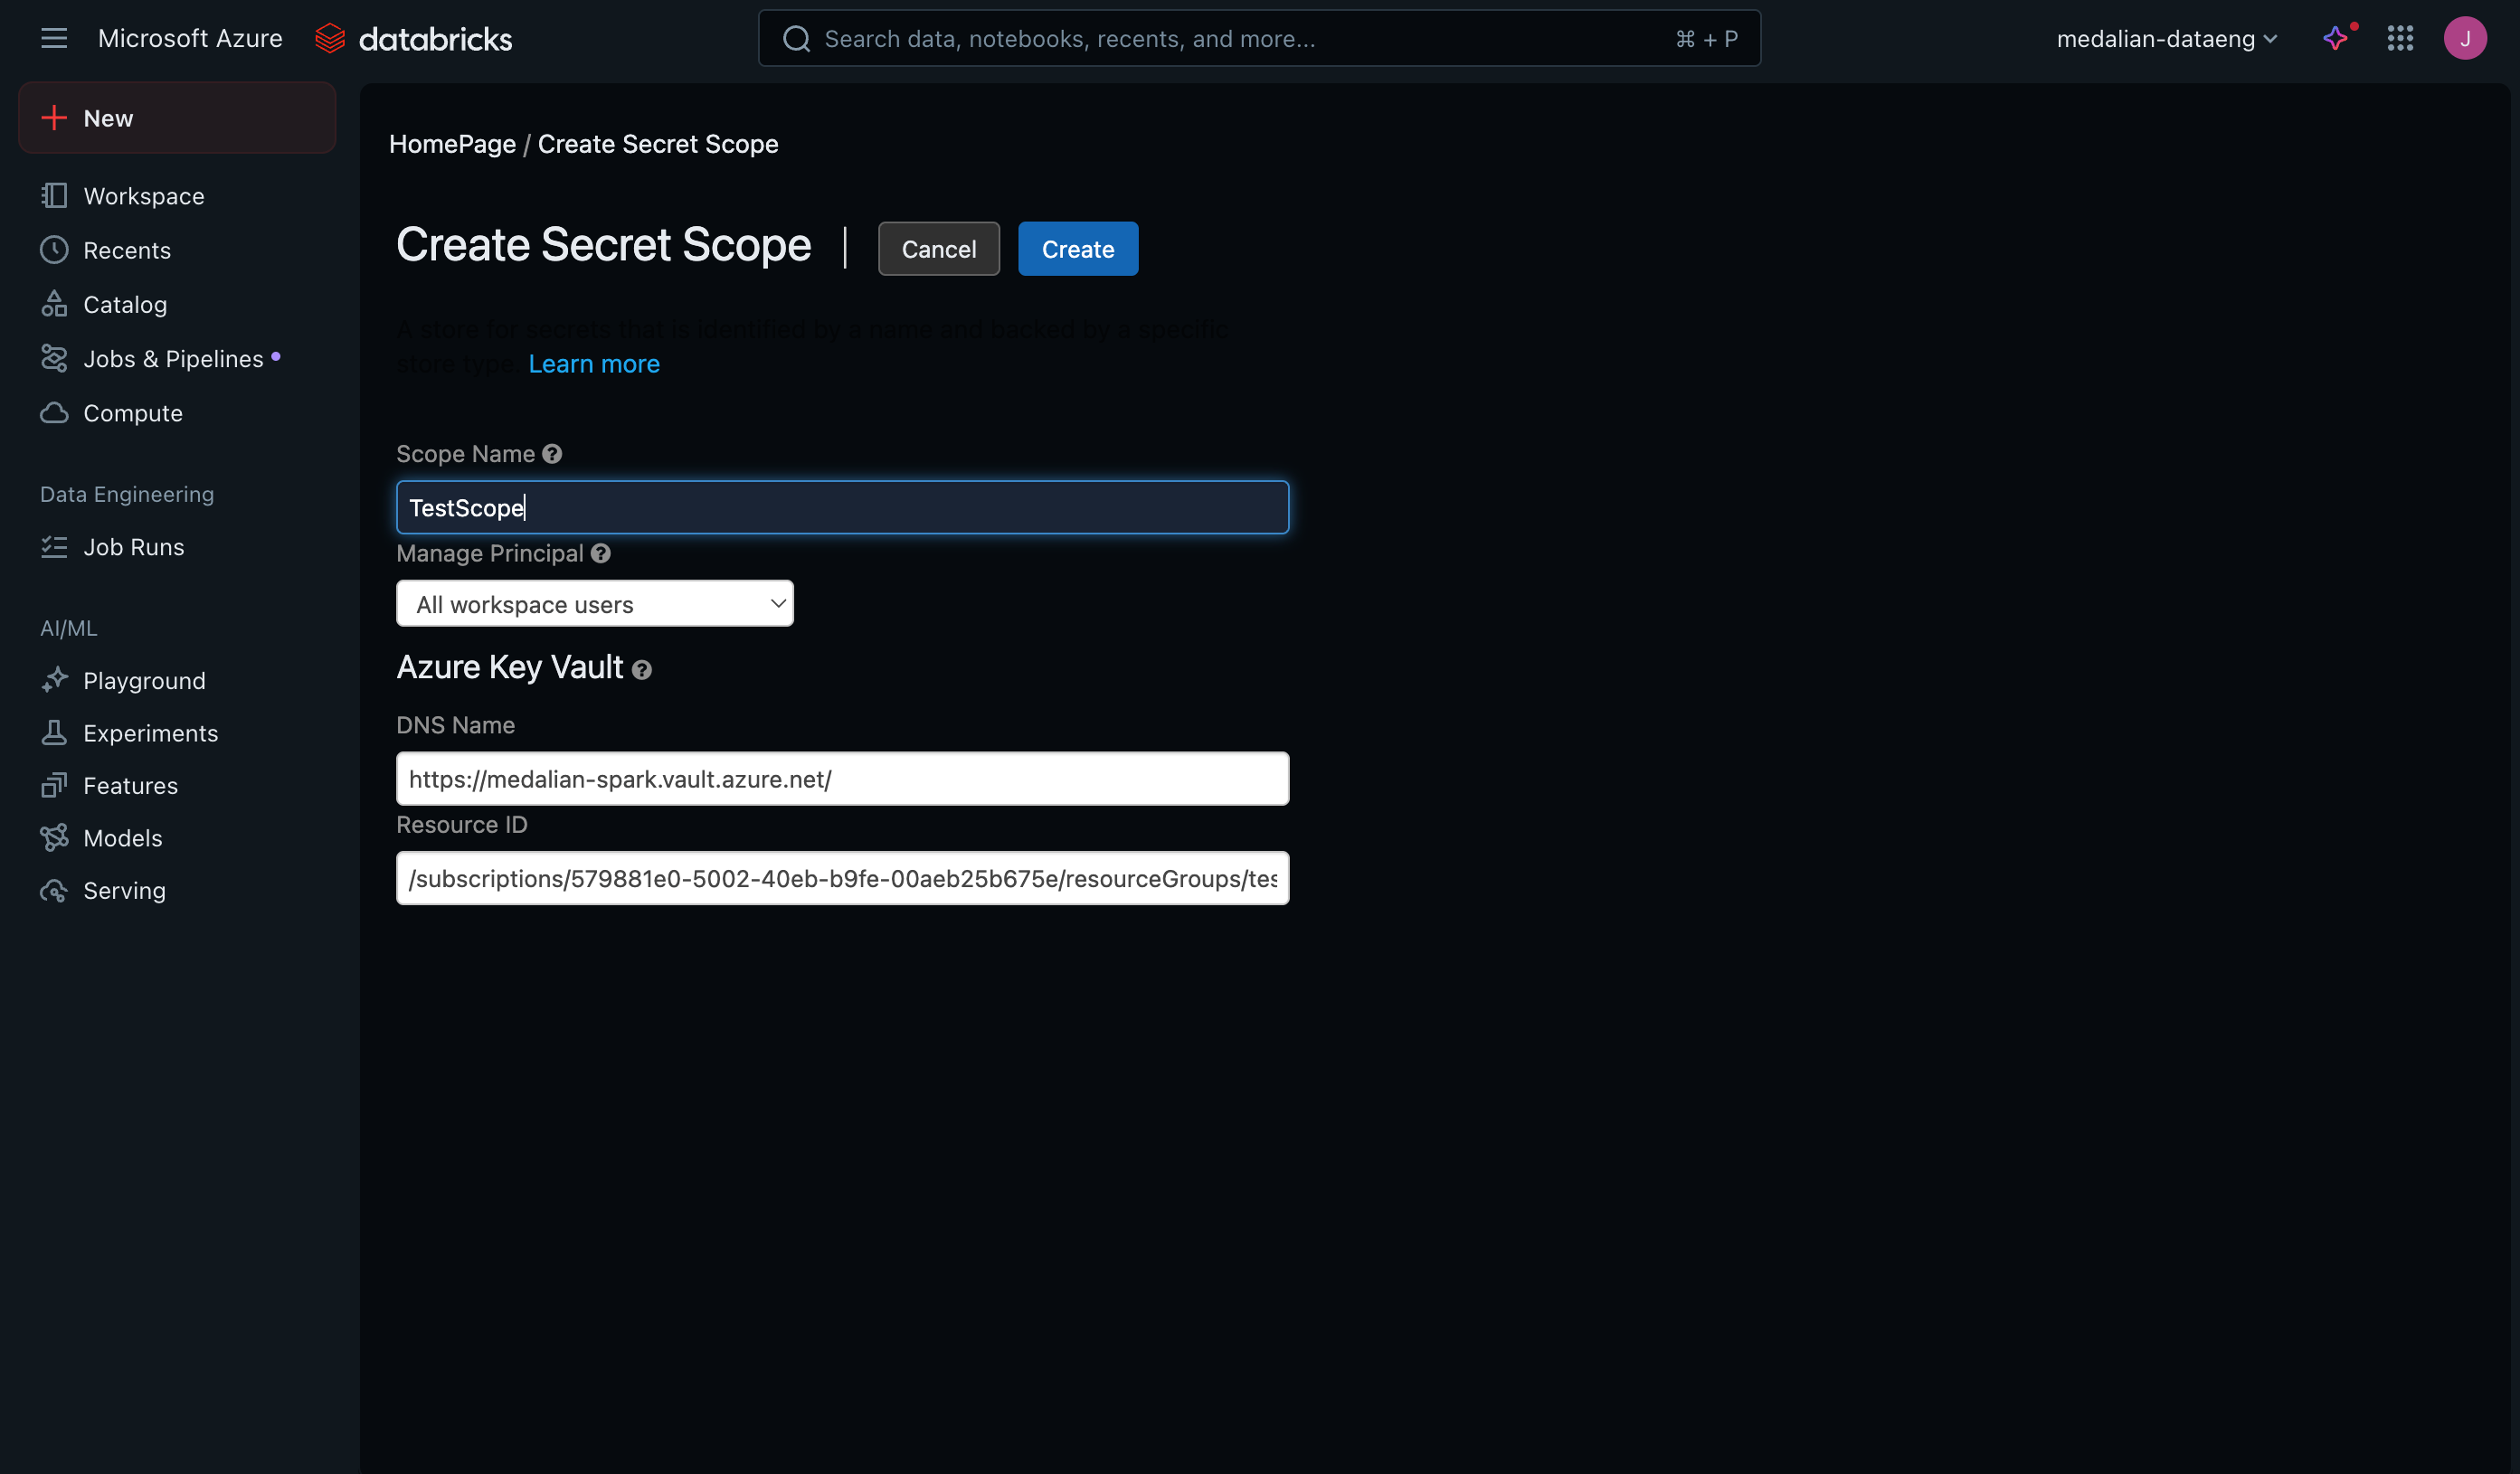 Microsoft Azure databricks
Search data, notebooks, recents, and more... ⌘ + P
medalian-dataeng
J
New
Workspace
Recents
Catalog
Jobs & Pipelines
Compute
Data Engineering
Job Runs
AI/ML
Playground
Experiments
Features
Models
Serving
HomePage / Create Secret Scope
Create Secret Scope | Cancel Create
A store for secrets that is identified by a name and backed by a specific
store type. Learn more
Scope Name ?
TestScope
Manage Principal ?
All workspace users
Azure Key Vault ?
DNS Name
https://medalian-spark.vault.azure.net/
Resource ID
/subscriptions/579881e0-5002-40eb-b9fe-00aeb25b675e/resourceGroups/tes